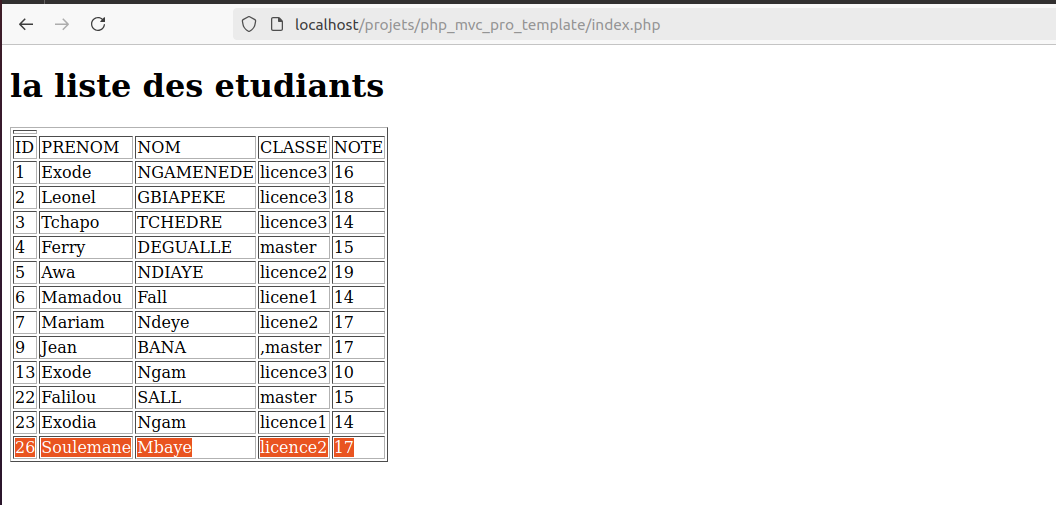 localhost/projets/php_mvc_pro_template/index.php
la liste des etudiants
ID PRENOM NOM CLASSE NOTE
1 Exode NGAMENEDE licence3 16
2 Leonel GBIAPEKE licence3 18
3 Tchapo TCHEDRE licence3 14
4 Ferry DEGUALLE master 15
5 Awa NDIAYE licence2 19
6 Mamadou Fall licene1 14
7 Mariam Ndeye licene2 17
9 Jean BANA ,master 17
13 Exode Ngam licence3 10
22 Falilou SALL master 15
23 Exodia Ngam licence1 14
26 Soulemane Mbaye licence2 17